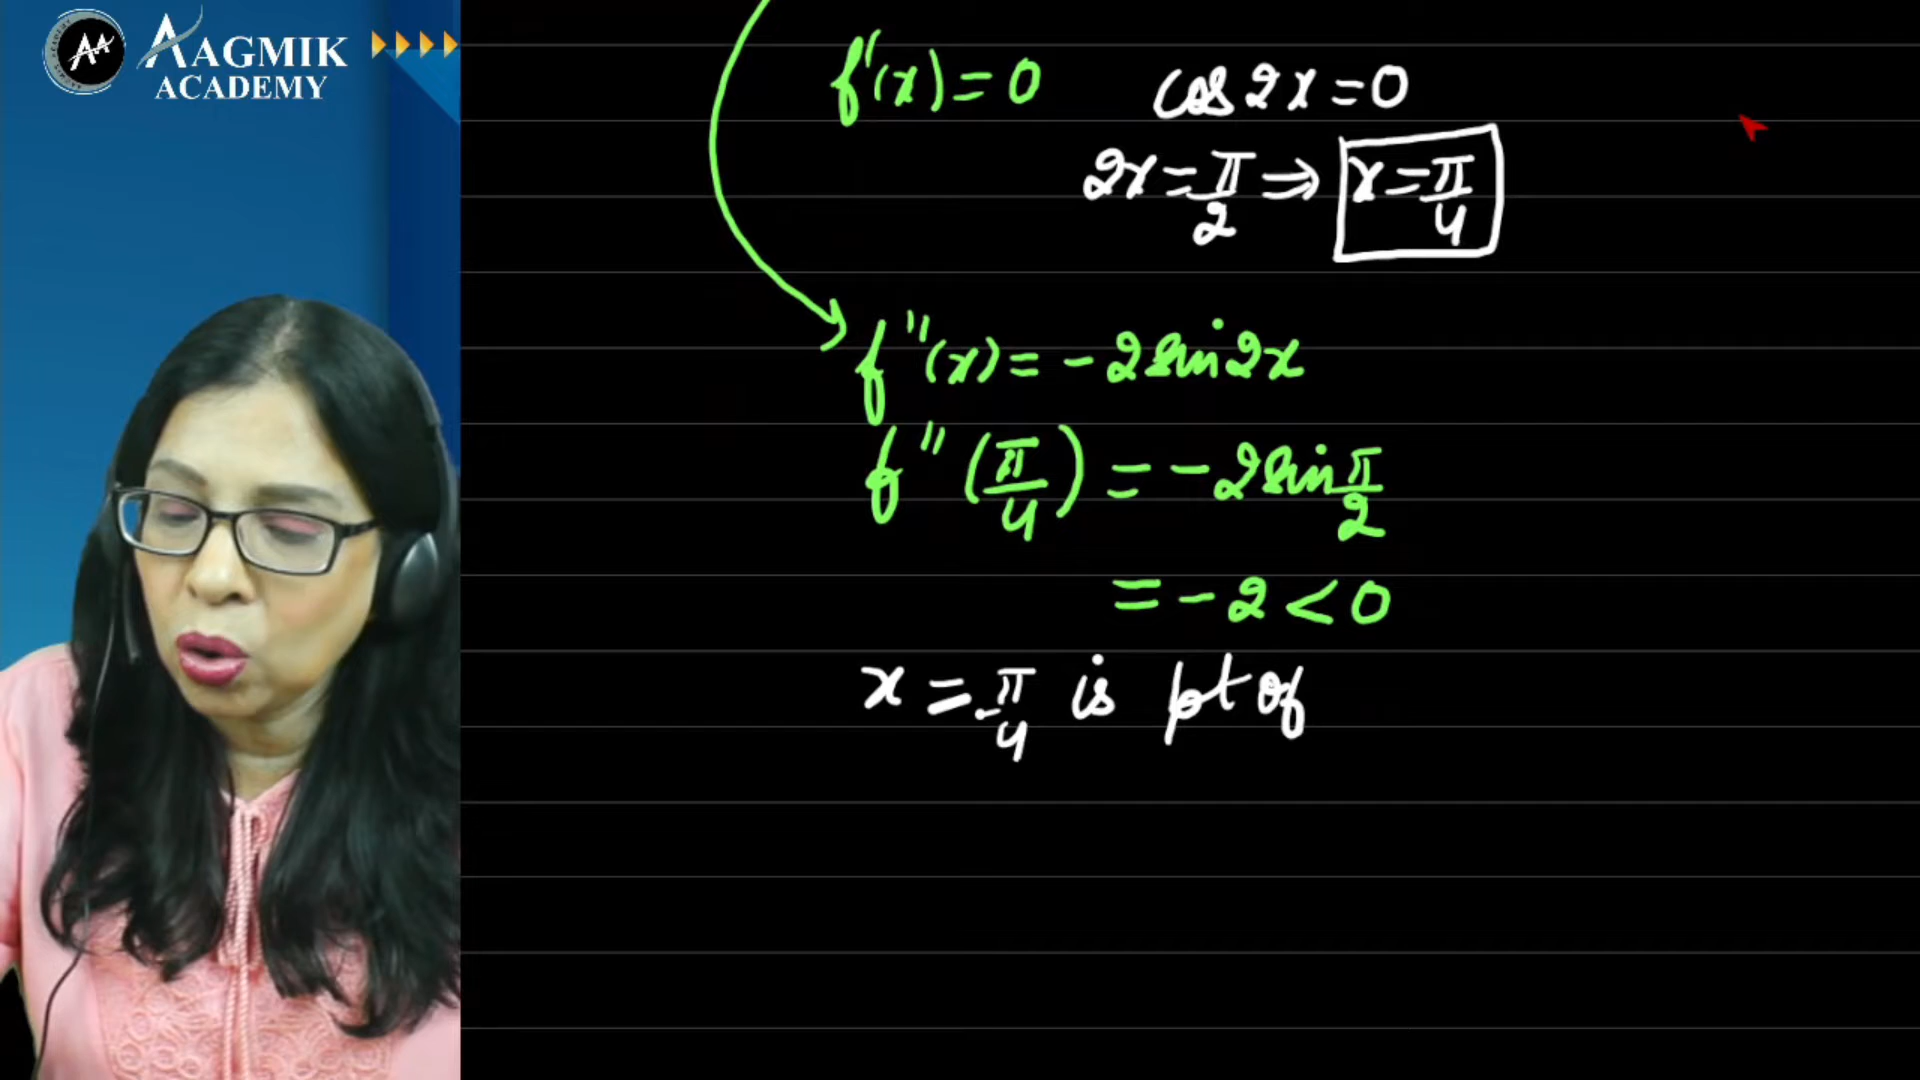 AAGMIK
ACADEMY
f'(x) = 0    cos 2x = 0
2x = π/2 ⇒ x = π/4
f''(x) = -2 sin 2x
f''(π/4) = -2 sin π/2
= -2 < 0
x = π/4 is pt of